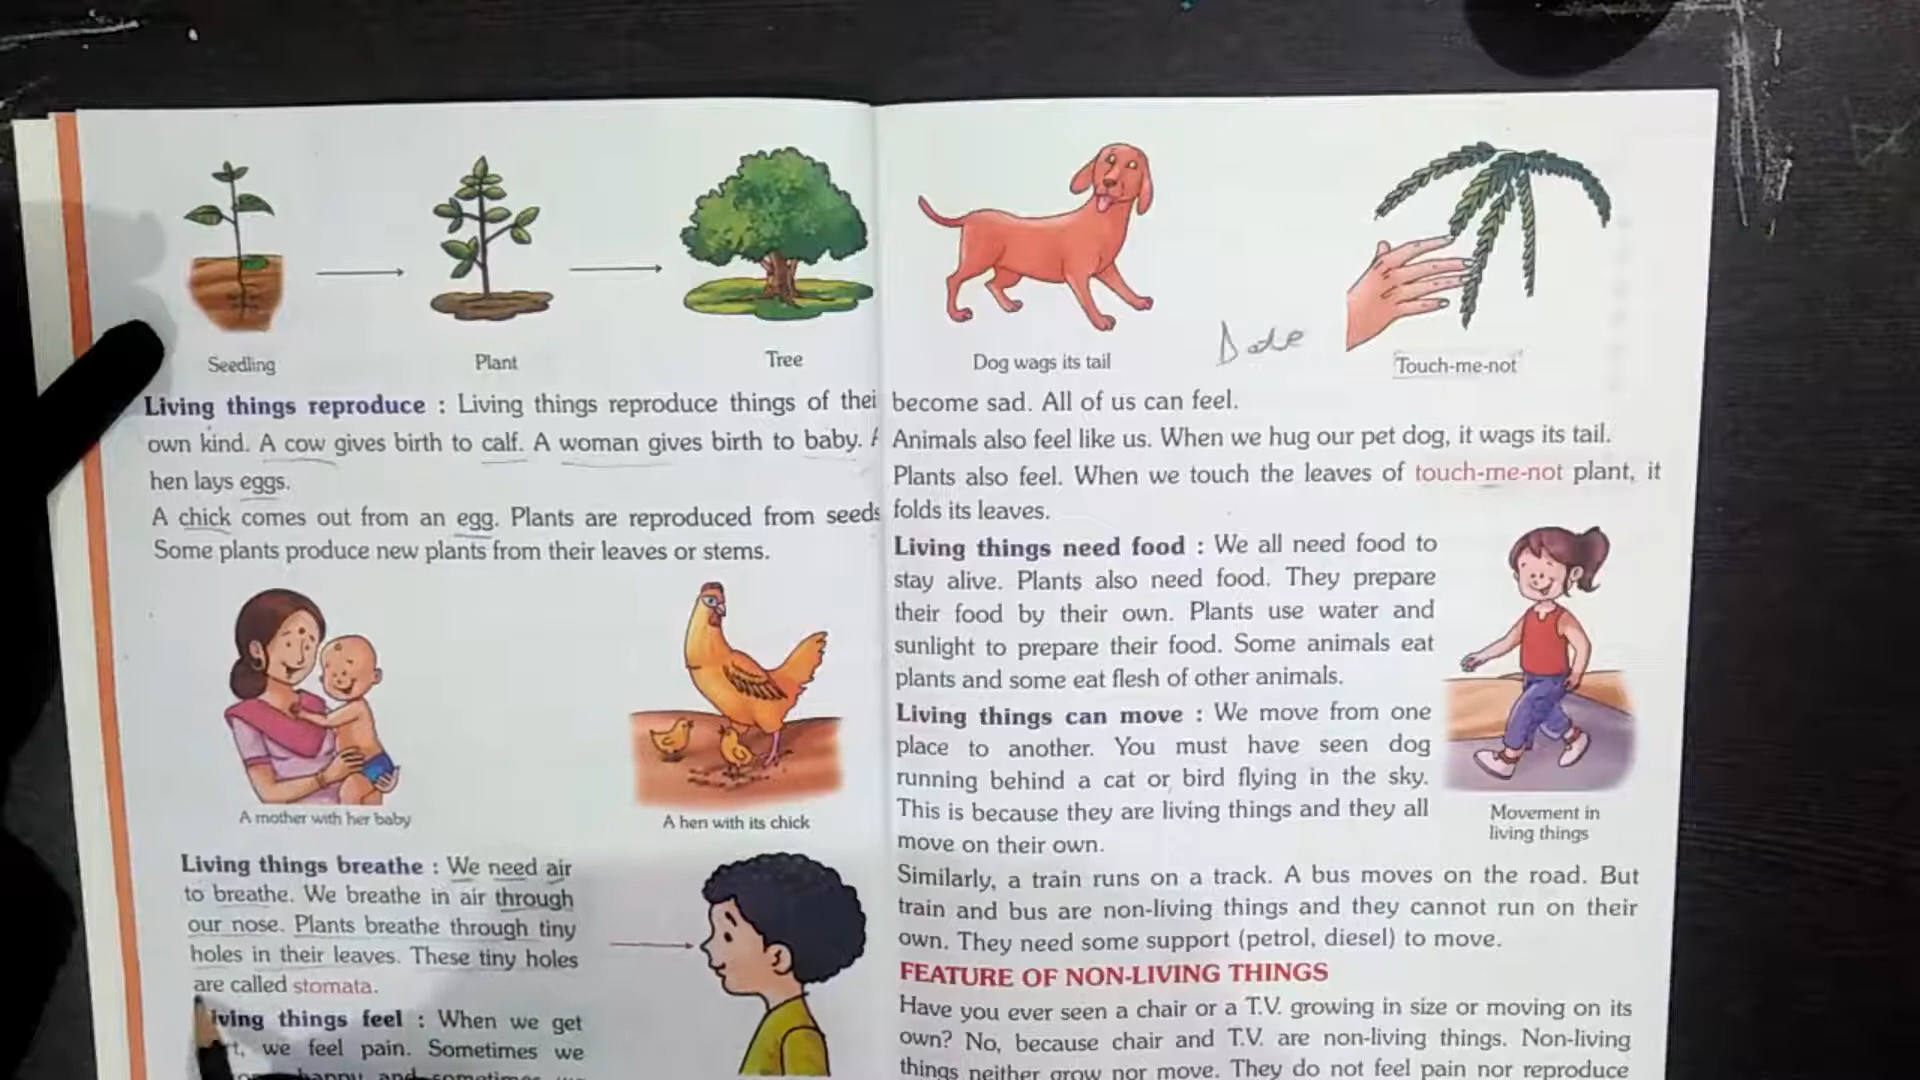 Seedling
Plant
Tree
Living things reproduce : Living things reproduce things of thei
own kind. A cow gives birth to calf. A woman gives birth to baby. A
hen lays eggs.
A chick comes out from an egg. Plants are reproduced from seeds
Some plants produce new plants from their leaves or stems.
A mother with her baby
A hen with its chick
Living things breathe : We need air
to breathe. We breathe in air through
our nose. Plants breathe through tiny
holes in their leaves. These tiny holes
are called stomata.
iving things feel : When we get
we feel pain. Sometimes we
happy and sometimes we
Dog wags its tail
Touch-me-not
become sad. All of us can feel.
Animals also feel like us. When we hug our pet dog, it wags its tail.
Plants also feel. When we touch the leaves of touch-me-not plant, it
folds its leaves.
Living things need food : We all need food to
stay alive. Plants also need food. They prepare
their food by their own. Plants use water and
sunlight to prepare their food. Some animals eat
plants and some eat flesh of other animals.
Living things can move : We move from one
place to another. You must have seen dog
running behind a cat or bird flying in the sky.
This is because they are living things and they all
move on their own.
Movement in
living things
Similarly, a train runs on a track. A bus moves on the road. But
train and bus are non-living things and they cannot run on their
own. They need some support (petrol, diesel) to move.
FEATURE OF NON-LIVING THINGS
Have you ever seen a chair or a T.V. growing in size or moving on its
own? No, because chair and T.V. are non-living things. Non-living
things neither grow nor move. They do not feel pain nor reproduce